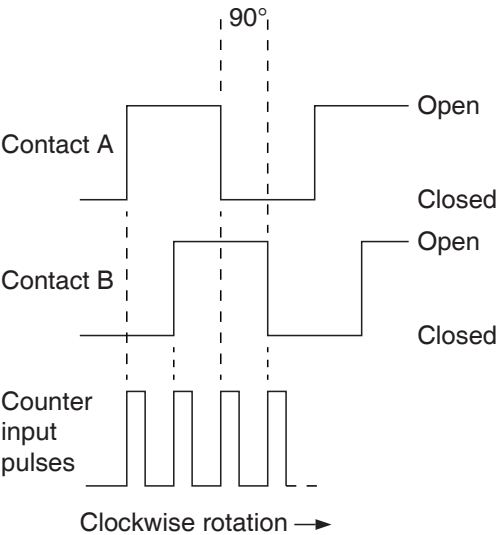 90°
Open
Contact A
Closed
Open
Contact B
Closed
Counter
input
pulses
Clockwise rotation